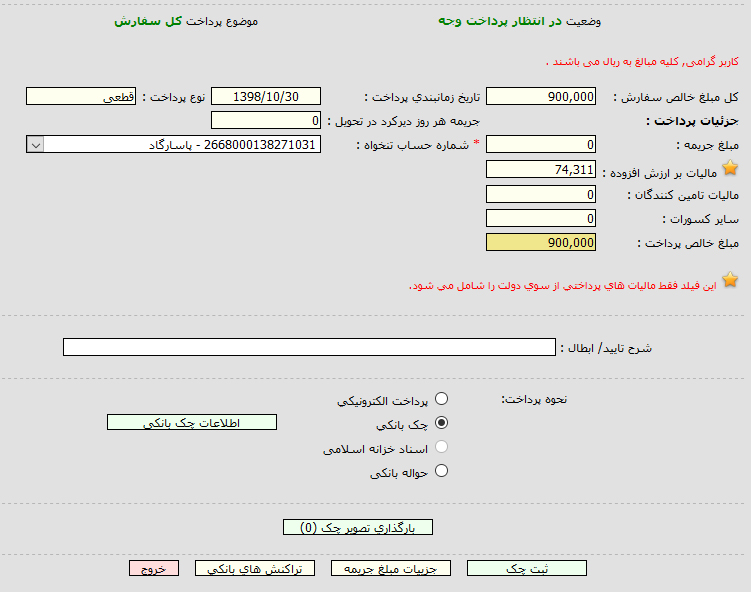 وضعیت در انتظار پرداخت وجه موضوع پرداخت کل سفارش
کاربر گرامی, کلیه مبالغ به ریال می باشند .
کل مبلغ خالص سفارش : 900,000 تاریخ زمانبندي پرداخت : 1398/10/30 نوع پرداخت : قطعی
جزئیات پرداخت : جریمه هر روز دیرکرد در تحویل : 0
مبلغ جریمه : 0 * شماره حساب تنخواه : 2668000138271031 - پاسارگاد
مالیات بر ارزش افزوده : 74,311
مالیات تامین کنندگان : 0
سایر کسورات : 0
مبلغ خالص پرداخت : 900,000
این فیلد فقط مالیات هاي پرداختي از سوي دولت را شامل مي شود.
شرح تایید/ ابطال :
نحوه پرداخت: پرداخت الکترونیکي
چک بانکي اطلاعات چک بانکی
اسناد خزانه اسلامی
حواله بانکی
بارگذاري تصویر چک (0)
ثبت چک جزییات مبلغ جریمه تراکنش هاي بانکي خروج